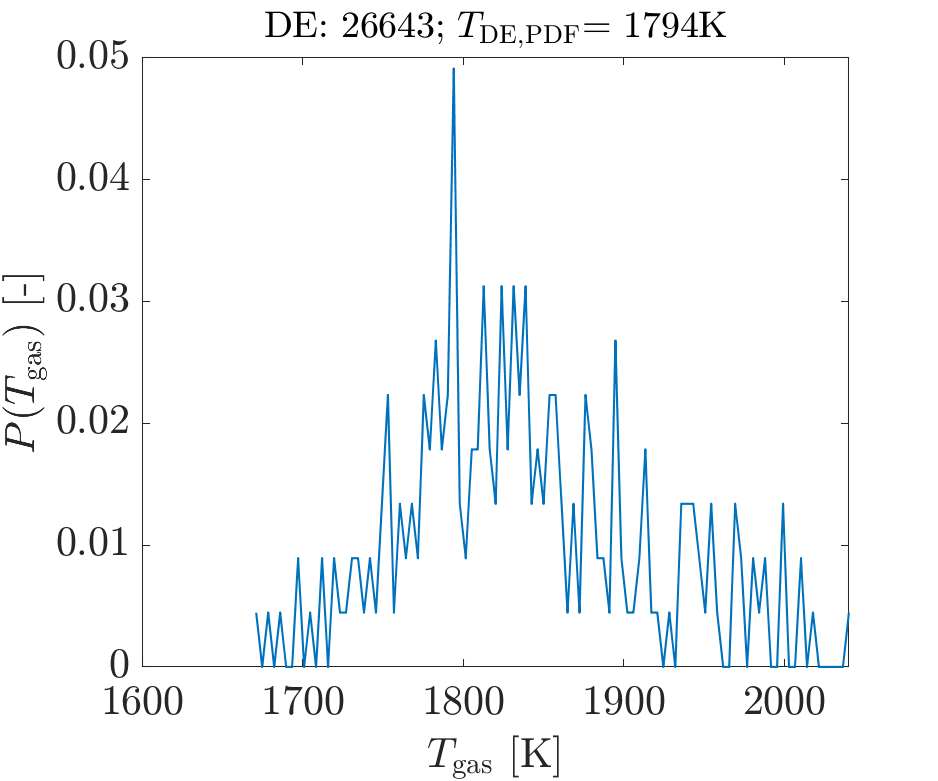 DE: 26643; T_DE,PDF= 1794K
0.05
0.04
0.03
0.02
0.01
0
P(T_gas) [-]
1600 1700 1800 1900 2000
T_gas [K]